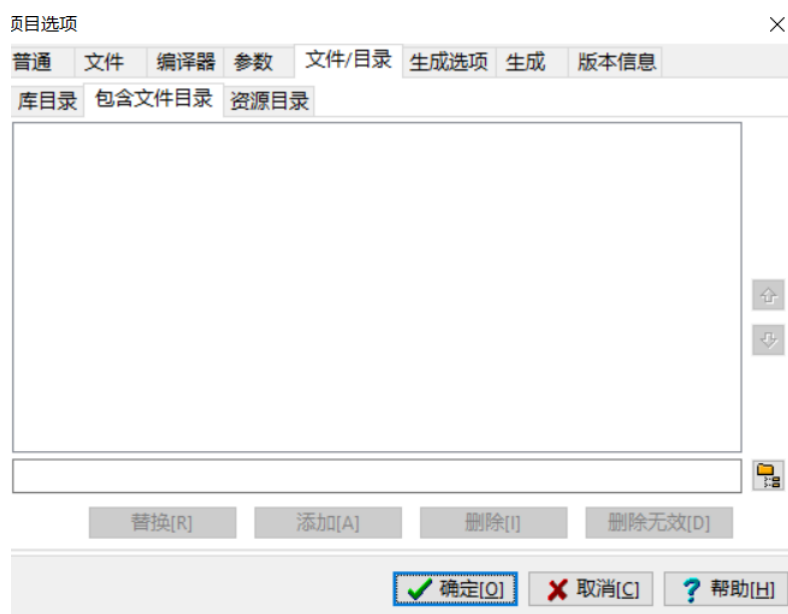 项目选项
普通 文件 编译器 参数 文件/目录 生成选项 生成 版本信息
库目录 包含文件目录 资源目录
替换[R] 添加[A] 删除[I] 删除无效[D]
确定[O] 取消[C] 帮助[H]